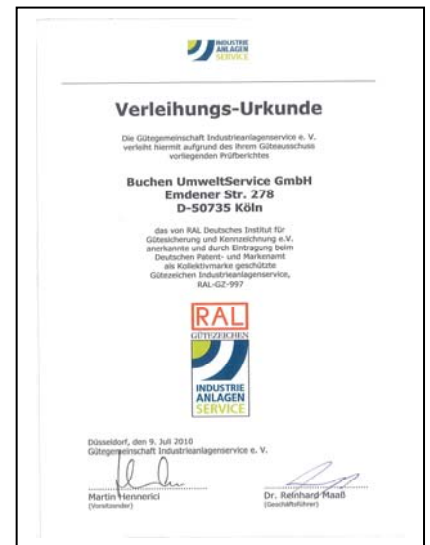 INDUSTRIE
ANLAGEN
SERVICE
Verleihungs-Urkunde
Die Gütegemeinschaft Industrieanlagenservice e. V.
verleiht hiermit aufgrund des ihrem Güteausschuss
vorliegenden Prüfberichtes
Buchen UmweltService GmbH
Emdener Str. 278
D-50735 Köln
das von RAL Deutsches Institut für
Gütesicherung und Kennzeichnung e.V.
anerkannte und durch Eintragung beim
Deutschen Patent- und Markenamt
als Kollektivmarke geschützte
Gütezeichen Industrieanlagenservice,
RAL-GZ-997
RAL
GÜTEZEICHEN
INDUSTRIE
ANLAGEN
SERVICE
Düsseldorf, den 9. Juli 2010
Gütegemeinschaft Industrieanlagenservice e. V.
Martin Hennerici
(Vorsitzender)
Dr. Reinhard Maaß
(Geschäftsführer)